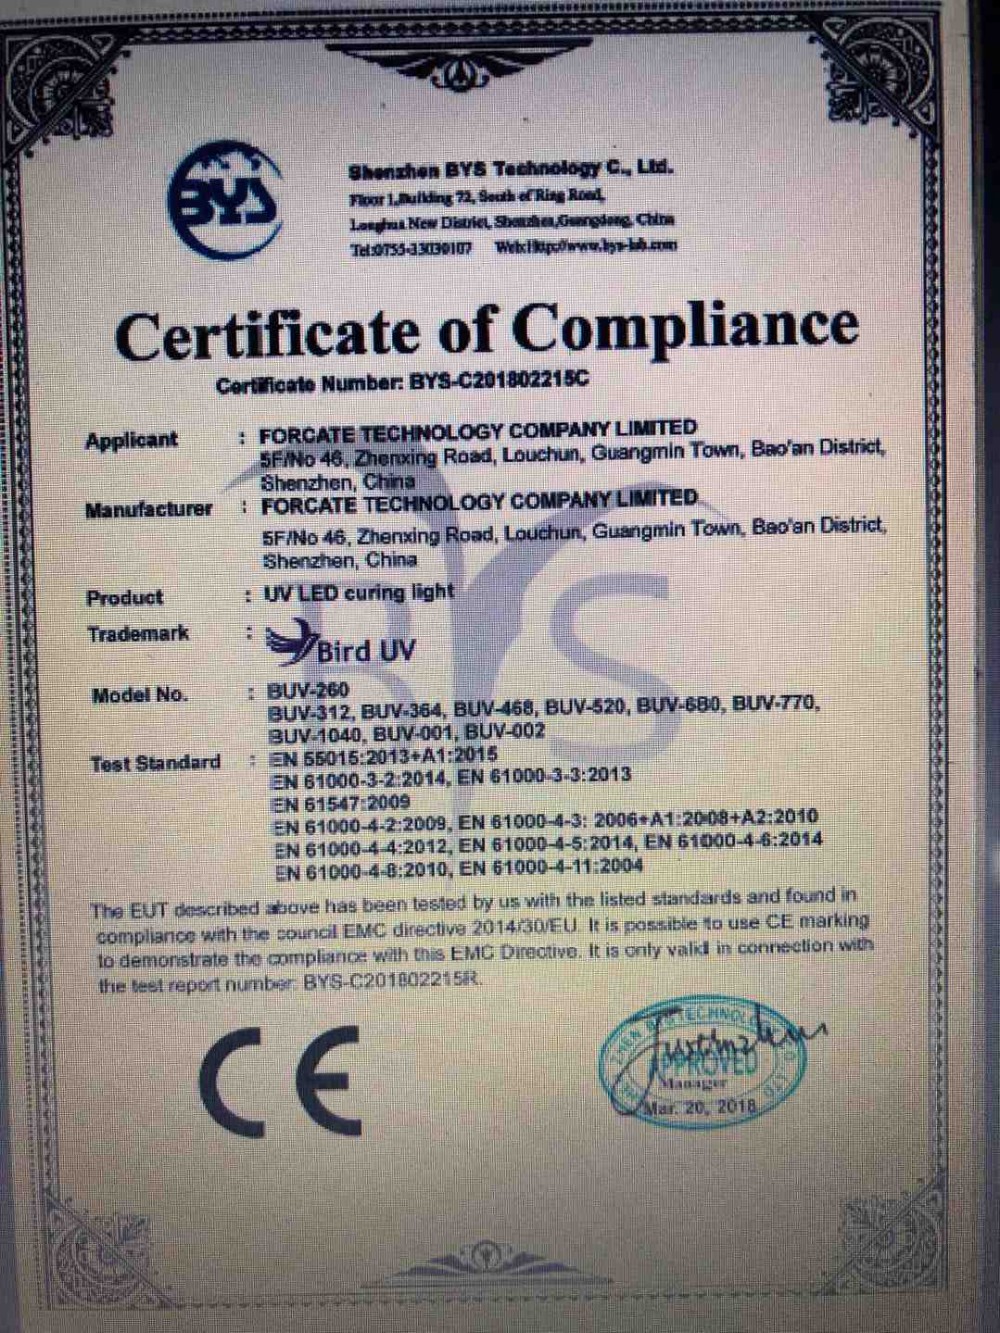 BYS
Shenzhen BYS Technology C., Ltd.
Floor 1,Building 72, South of Ring Road,
Longhua New District, Shenzhen,Guangdong, China
Tel:0755-33039107 Web:Http://www.bys-lab.com
Certificate of Compliance
Certificate Number: BYS-C201802215C
Applicant : FORCATE TECHNOLOGY COMPANY LIMITED
5F/No 46, Zhenxing Road, Louchun, Guangmin Town, Bao'an District,
Shenzhen, China
Manufacturer : FORCATE TECHNOLOGY COMPANY LIMITED
5F/No 46, Zhenxing Road, Louchun, Guangmin Town, Bao'an District,
Shenzhen, China
Product : UV LED curing light
Trademark : Bird UV
Model No. : BUV-260
BUV-312, BUV-364, BUV-468, BUV-520, BUV-680, BUV-770,
BUV-1040, BUV-001, BUV-002
Test Standard : EN 55015:2013+A1:2015
EN 61000-3-2:2014, EN 61000-3-3:2013
EN 61547:2009
EN 61000-4-2:2009, EN 61000-4-3: 2006+A1:2008+A2:2010
EN 61000-4-4:2012, EN 61000-4-5:2014, EN 61000-4-6:2014
EN 61000-4-8:2010, EN 61000-4-11:2004
The EUT described above has been tested by us with the listed standards and found in
compliance with the council EMC directive 2014/30/EU. It is possible to use CE marking
to demonstrate the compliance with this EMC Directive. It is only valid in connection with
the test report number: BYS-C201802215R.
CE
APPROVED
Manager
Mar. 20, 2018